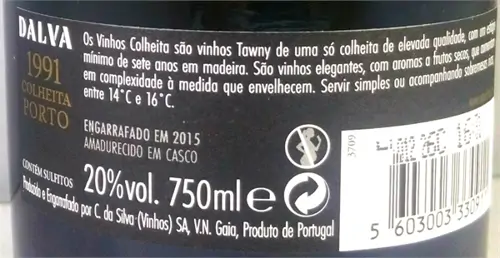 DALVA
1991
COLHEITA
PORTO
Os Vinhos Colheita são vinhos Tawny de uma só colheita de elevada qualidade, com um
mínimo de sete anos em madeira. São vinhos elegantes, com aromas a frutos secos, que
em complexidade à medida que envelhecem. Servir simples ou acompanhando sobremesas
entre 14°C e 16°C.
ENGARRAFADO EM 2015
AMADURECIDO EM CASCO
CONTÉM SULFITOS
20%vol. 750ml e
Produzido e Engarrafado por C. da Silva (Vinhos) SA, V.N. Gaia, Produto de Portugal
3709
5 603003 3309